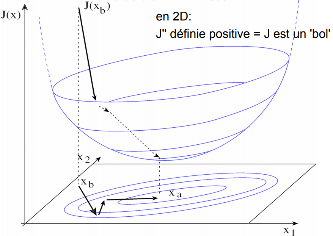 J(x)
J(x_b)
en 2D:
J'' définie positive = J est un 'bol'
x_2
x_b
x_a
x_1